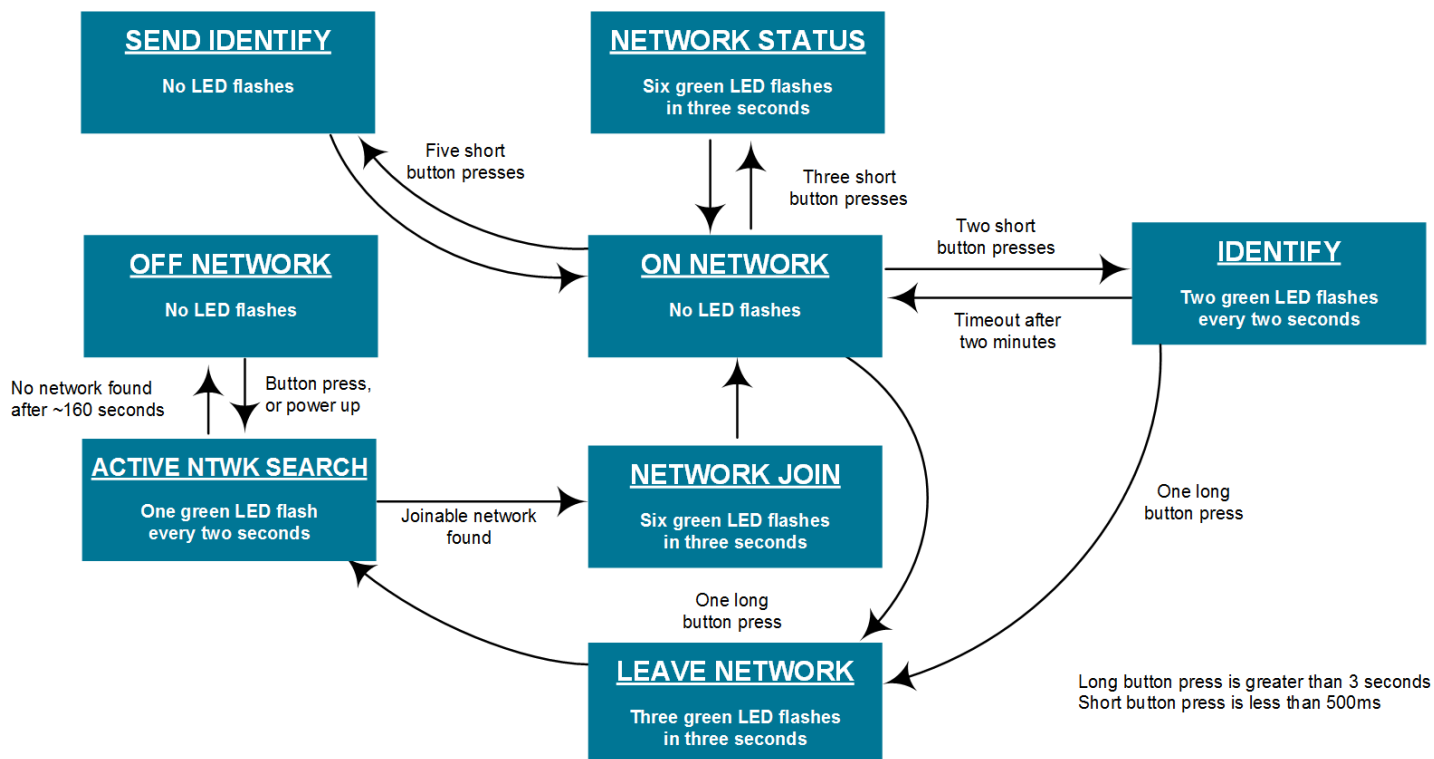 SEND IDENTIFY
No LED flashes
NETWORK STATUS
Six green LED flashes
in three seconds
Five short
button presses
Three short
button presses
Two short
button presses
OFF NETWORK
No LED flashes
ON NETWORK
No LED flashes
IDENTIFY
Two green LED flashes
every two seconds
Timeout after
two minutes
No network found
after ~160 seconds
Button press,
or power up
ACTIVE NTWK SEARCH
One green LED flash
every two seconds
Joinable network
found
NETWORK JOIN
Six green LED flashes
in three seconds
One long
button press
One long
button press
LEAVE NETWORK
Three green LED flashes
in three seconds
Long button press is greater than 3 seconds
Short button press is less than 500ms